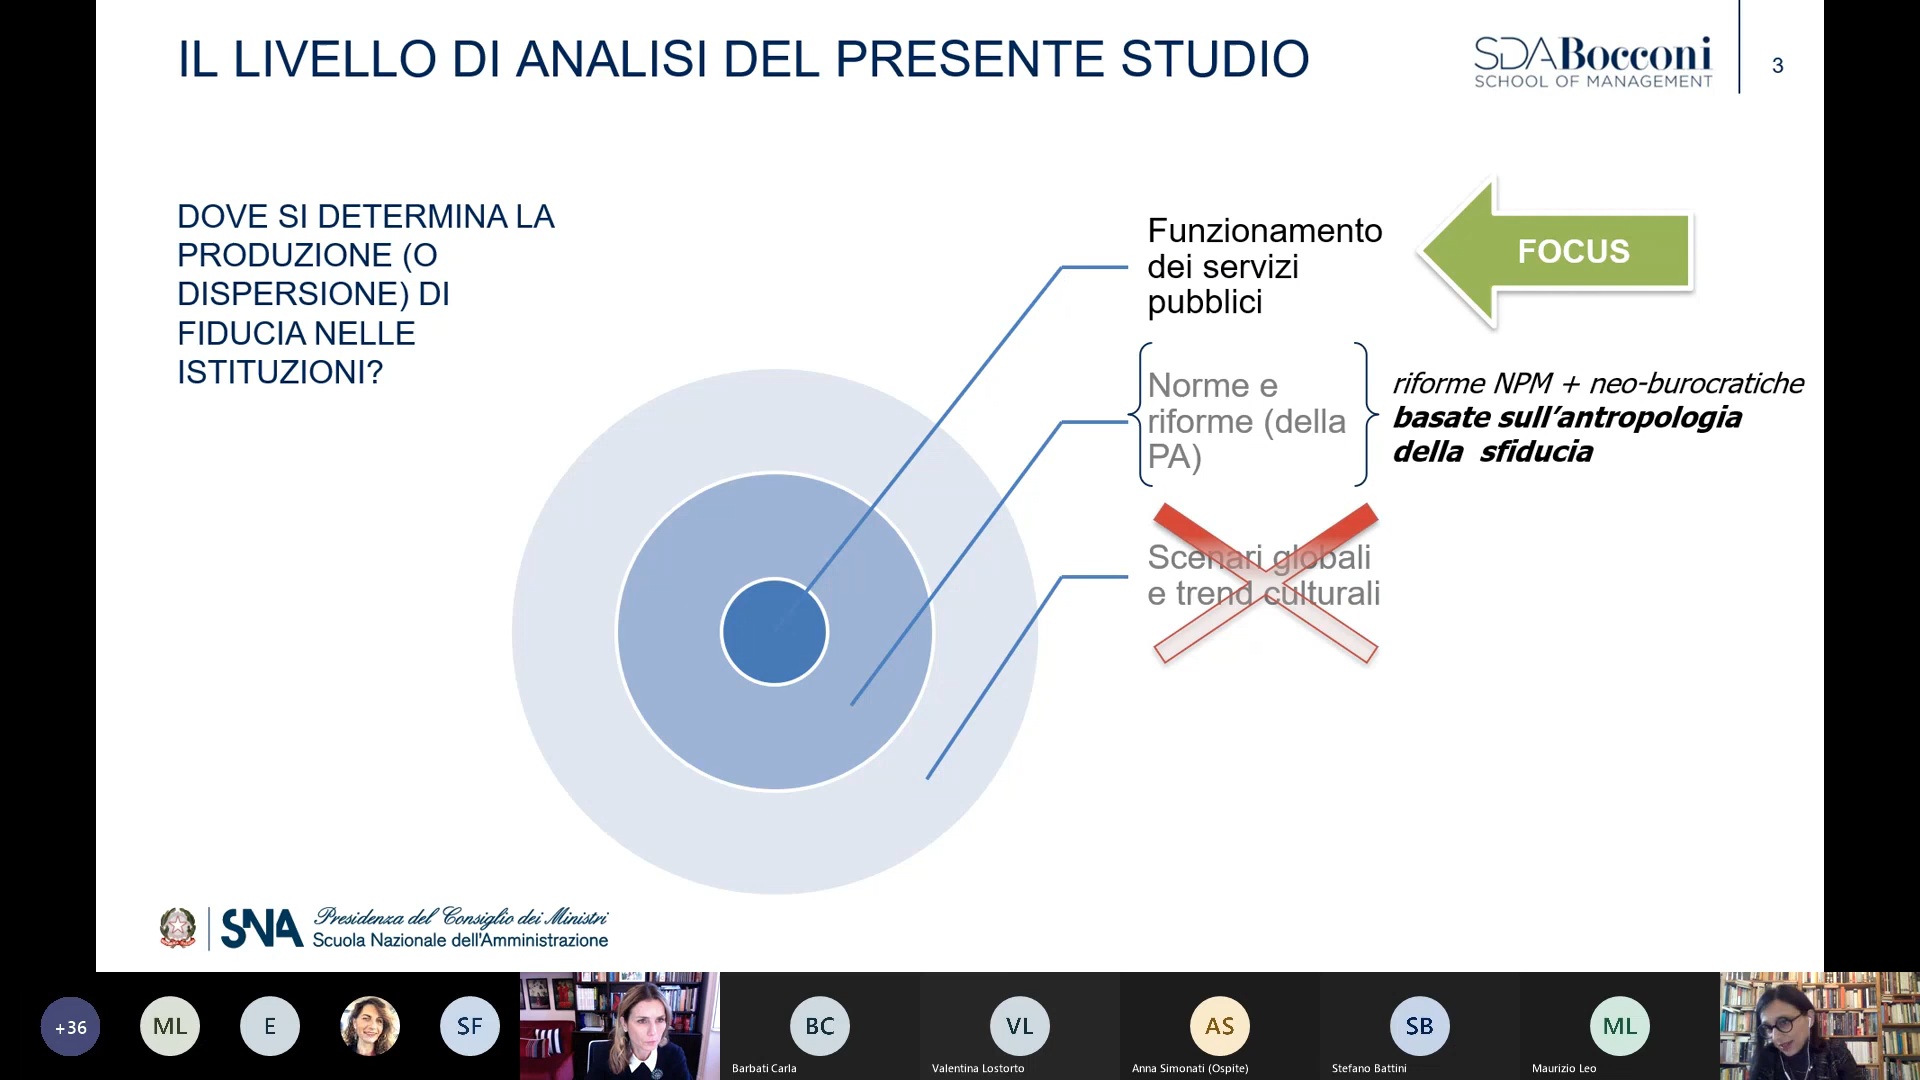 IL LIVELLO DI ANALISI DEL PRESENTE STUDIO
SDA Bocconi
SCHOOL OF MANAGEMENT
3
DOVE SI DETERMINA LA
PRODUZIONE (O
DISPERSIONE) DI
FIDUCIA NELLE
ISTITUZIONI?
Funzionamento
dei servizi
pubblici
FOCUS
Norme e
riforme (della
PA)
riforme NPM + neo-burocratiche
basate sull'antropologia
della sfiducia
Scenari globali
e trend culturali
SNA
Presidenza del Consiglio dei Ministri
Scuola Nazionale dell'Amministrazione
+36
ML
E
SF
BC
Barbati Carla
VL
Valentina Lostorto
AS
Anna Simonati (Ospite)
SB
Stefano Battini
ML
Maurizio Leo